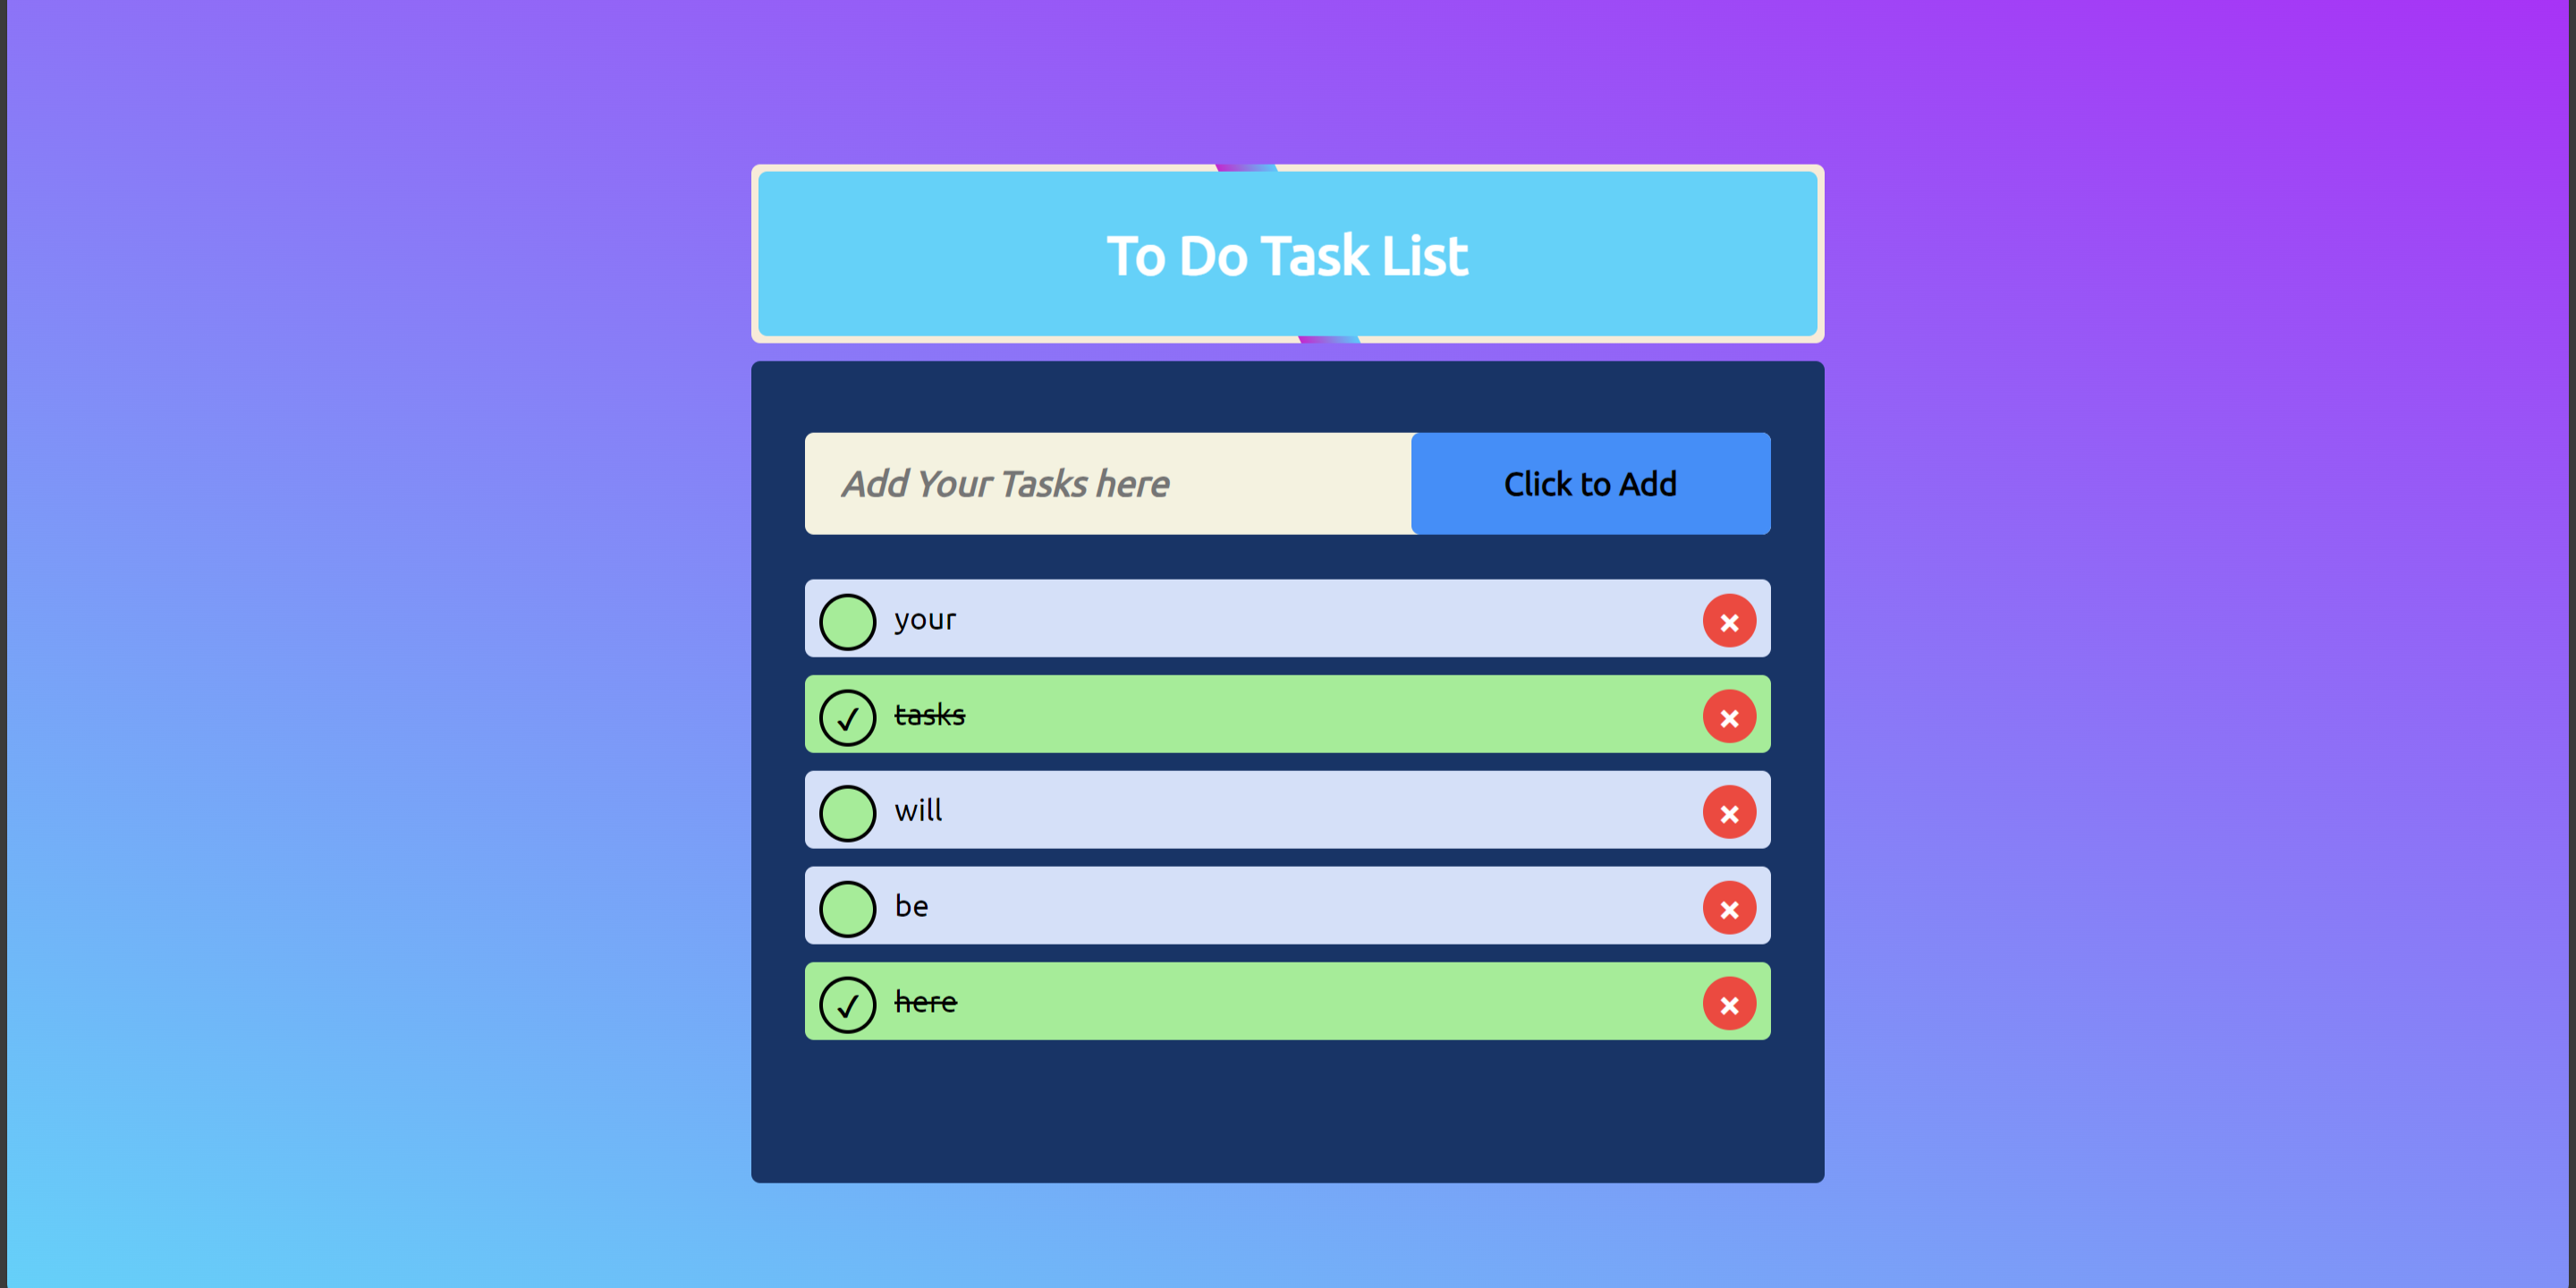 To Do Task List
Add Your Tasks here
Click to Add
your
✓ tasks
will
be
✓ here